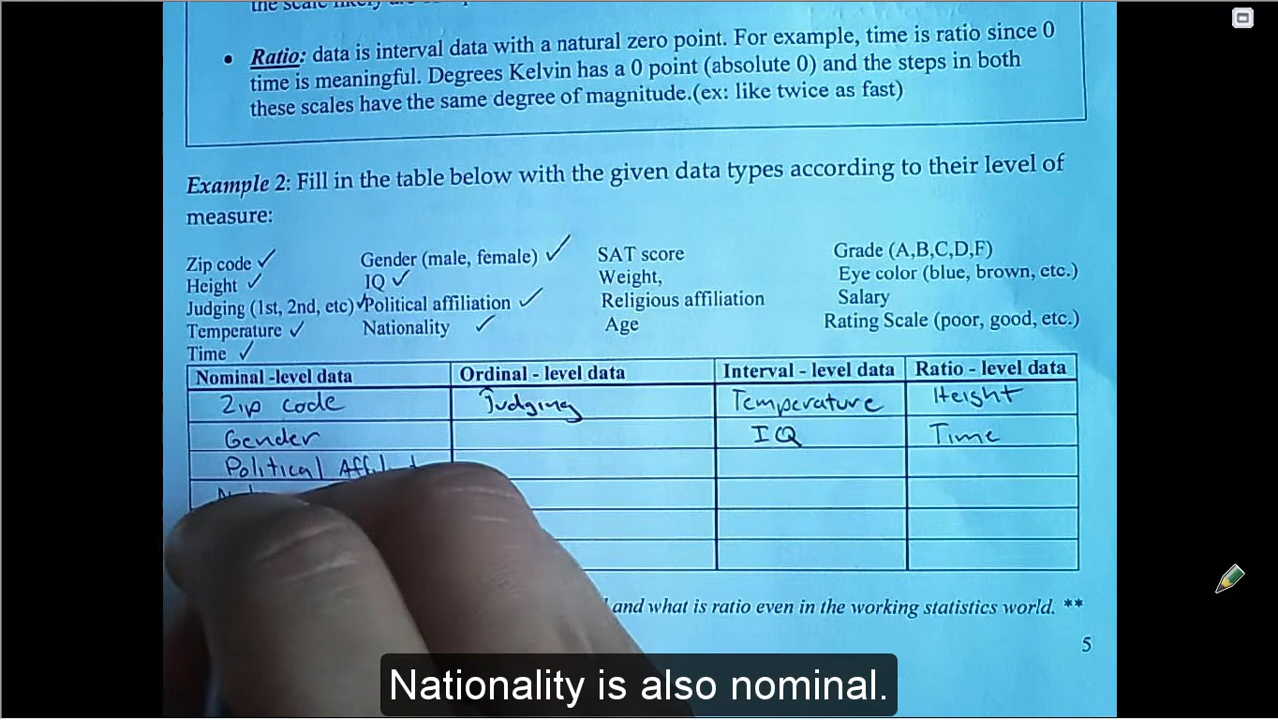 the scale likely are
Ratio: data is interval data with a natural zero point. For example, time is ratio since 0
time is meaningful. Degrees Kelvin has a 0 point (absolute 0) and the steps in both
these scales have the same degree of magnitude.(ex: like twice as fast)
Example 2: Fill in the table below with the given data types according to their level of
measure:
Zip code ✓ Gender (male, female) ✓ SAT score Grade (A,B,C,D,F)
Height ✓ IQ ✓ Weight, Eye color (blue, brown, etc.)
Judging (1st, 2nd, etc) ✓ Political affiliation ✓ Religious affiliation Salary
Temperature ✓ Nationality ✓ Age Rating Scale (poor, good, etc.)
Time ✓
Nominal -level data Ordinal - level data Interval - level data Ratio - level data
Zip code Judging Temperature Height
Gender IQ Time
Political
and what is ratio even in the working statistics world. **
5
Nationality is also nominal.